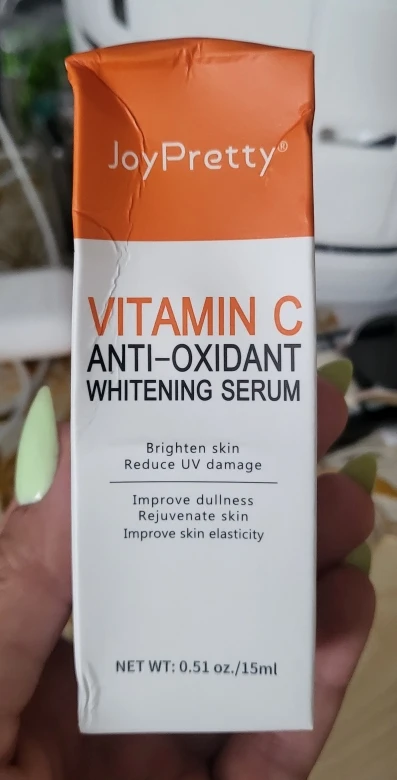 JoyPretty®
VITAMIN C
ANTI-OXIDANT
WHITENING SERUM
Brighten skin
Reduce UV damage
Improve dullness
Rejuvenate skin
Improve skin elasticity
NET WT: 0.51 oz./15ml